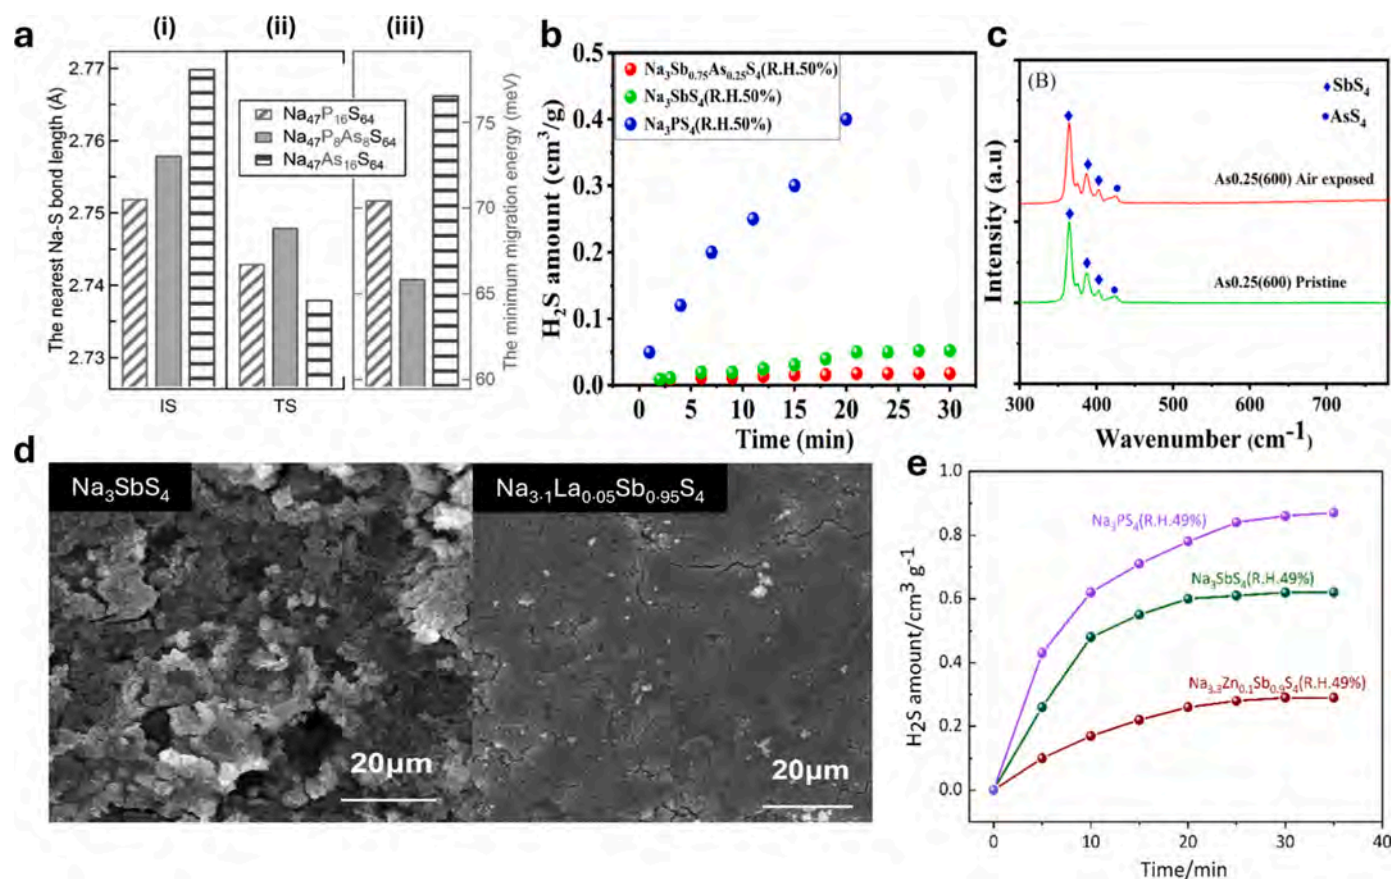 a
(i)
(ii)
(iii)
The nearest Na-S bond length (Å)
2.77
2.76
2.75
2.74
2.73
Na₄₇P₁₆S₆₄
Na₄₇P₈As₈S₆₄
Na₄₇As₁₆S₆₄
IS
TS
75
70
65
60
The minimum migration energy (meV)
b
H₂S amount (cm³/g)
0.5
0.4
0.3
0.2
0.1
0.0
Na₃Sb₀.₇₅As₀.₂₅S₄(R.H.50%)
Na₃SbS₄(R.H.50%)
Na₃PS₄(R.H.50%)
0
5
10
15
20
25
30
Time (min)
c
(B)
SbS₄
AsS₄
Intensity (a.u)
As0.25(600) Air exposed
As0.25(600) Pristine
300
400
500
600
700
Wavenumber (cm⁻¹)
d
Na₃SbS₄
20μm
Na₃.₁La₀.₀₅Sb₀.₉₅S₄
20μm
e
H₂S amount/cm³ g⁻¹
1.0
0.8
0.6
0.4
0.2
0.0
Na₃PS₄(R.H.49%)
Na₃SbS₄(R.H.49%)
Na₃.₃Zn₀.₁Sb₀.₉S₄(R.H.49%)
0
10
20
30
40
Time/min